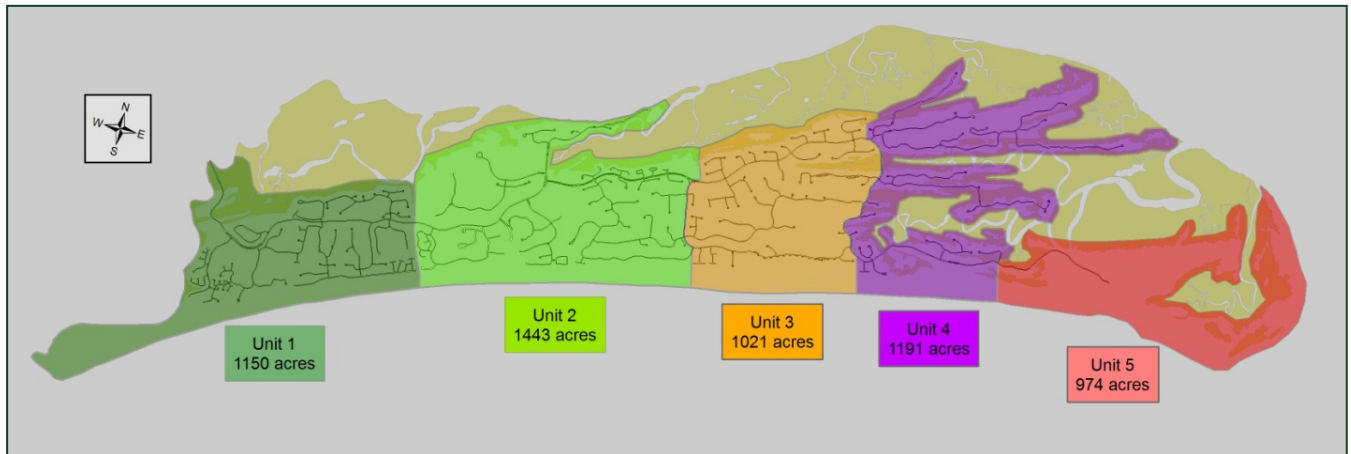 N
W
E
S
Unit 1
1150 acres
Unit 2
1443 acres
Unit 3
1021 acres
Unit 4
1191 acres
Unit 5
974 acres